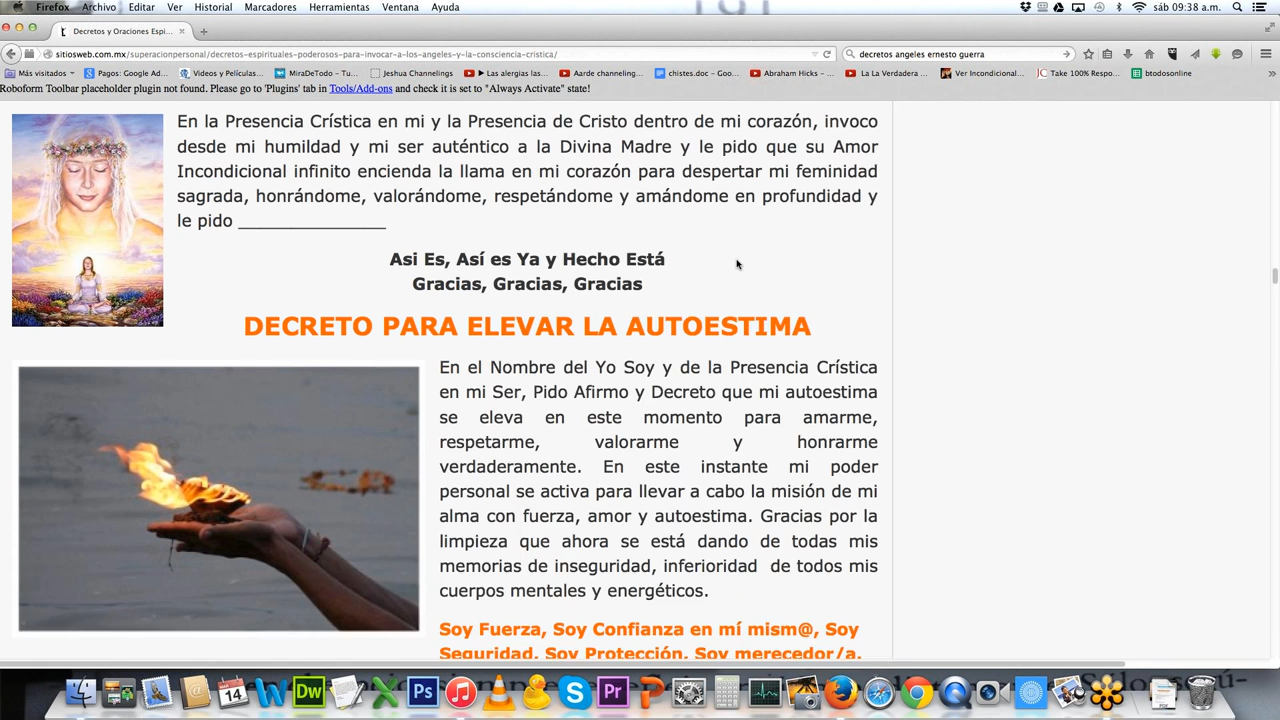 Firefox Archivo Editar Ver Historial Marcadores Herramientas Ventana Ayuda
sáb 09:38 a.m.
Decretos y Oraciones Espi...
sitiosweb.com.mx/superacionpersonal/decretos-espirituales-poderosos-para-invocar-a-los-angeles-y-la-consciencia-cristica/
decretos angeles ernesto guerra
Más visitados Pagos: Google Ad... Videos y Películas... MiraDeTodo - Tu... Jeshua Channelings ▶ Las alergias las... Aarde channeling... chistes.doc - Goo... Abraham Hicks - ... La La Verdadera ... Ver Incondicional... Take 100% Respo... btodosonline
Roboform Toolbar placeholder plugin not found. Please go to 'Plugins' tab in Tools/Add-ons and check it is set to "Always Activate" state!
En la Presencia Crística en mi y la Presencia de Cristo dentro de mi corazón, invoco
desde mi humildad y mi ser auténtico a la Divina Madre y le pido que su Amor
Incondicional infinito encienda la llama en mi corazón para despertar mi feminidad
sagrada, honrándome, valorándome, respetándome y amándome en profundidad y
le pido ________________
Asi Es, Así es Ya y Hecho Está
Gracias, Gracias, Gracias
DECRETO PARA ELEVAR LA AUTOESTIMA
En el Nombre del Yo Soy y de la Presencia Crística
en mi Ser, Pido Afirmo y Decreto que mi autoestima
se eleva en este momento para amarme,
respetarme, valorarme y honrarme
verdaderamente. En este instante mi poder
personal se activa para llevar a cabo la misión de mi
alma con fuerza, amor y autoestima. Gracias por la
limpieza que ahora se está dando de todas mis
memorias de inseguridad, inferioridad de todos mis
cuerpos mentales y energéticos.
Soy Fuerza, Soy Confianza en mí mism@, Soy
Seguridad, Soy Protección, Soy merecedor/a,
MAR
14
Dw
Ps
Pr
PDF